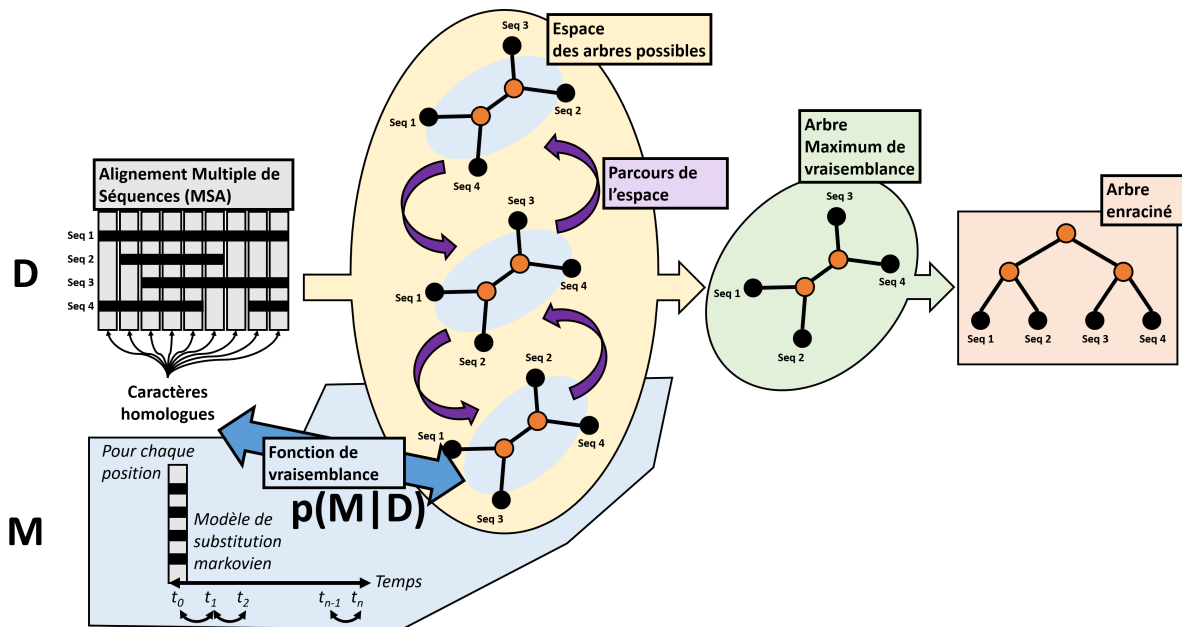 Seq 3
Espace
des arbres possibles
Seq 2
Seq 1
Seq 4
Alignement Multiple de
Séquences (MSA)
Seq 1
Seq 2
Seq 3
Seq 4
D
Caractères
homologues
Parcours de
l'espace
Seq 3
Seq 4
Seq 1
Seq 2
Seq 2
Seq 1
Seq 4
Seq 3
Arbre
Maximum de
vraisemblance
Seq 3
Seq 1
Seq 4
Seq 2
Arbre
enraciné
Seq 1 Seq 2 Seq 3 Seq 4
Fonction de
vraisemblance
p(M|D)
M
Pour chaque
position
Modèle de
substitution
markovien
Temps
t0 t1 t2 tn-1 tn